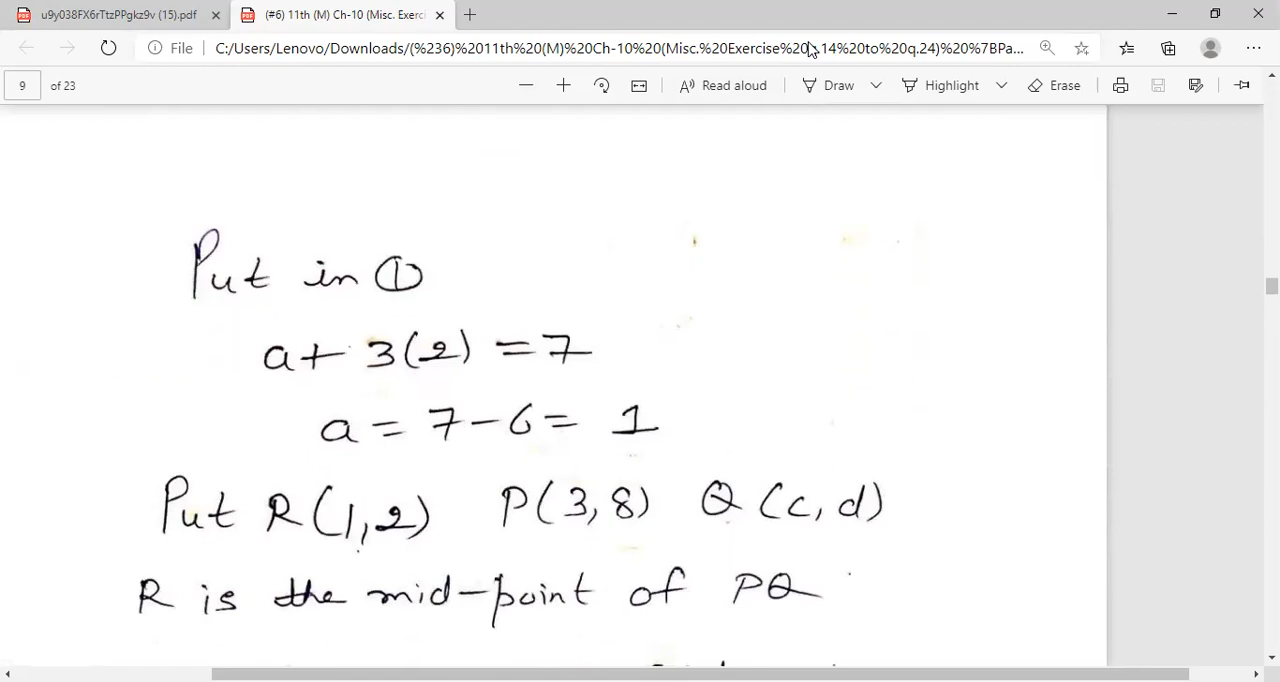 u9y038FX6rTtzPPgkz9v (15).pdf
(#6) 11th (M) Ch-10 (Misc. Exerc
File
C:/Users/Lenovo/Downloads/(%236)%2011th%20(M)%20Ch-10%20(Misc.%20Exercise%20 .14%20to%20q.24)%20%7BPa...
9 of 23
Read aloud
Draw
Highlight
Erase
Put in ①
a + 3(2) = 7
a = 7 - 6 = 1
Put R(1,2) P(3,8) Q(c,d)
R is the mid-point of PQ